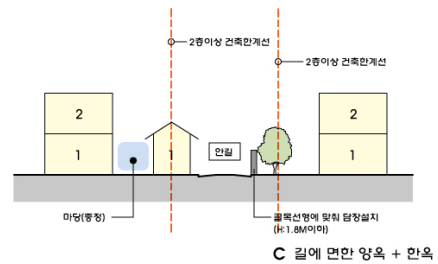 2층이상 건축한계선
2층이상 건축한계선
2
1
1
안길
2
1
마당(중정)
골목선형에 맞춰 담장설치
(H:1.8M이하)
C 길에 면한 양옥 + 한옥